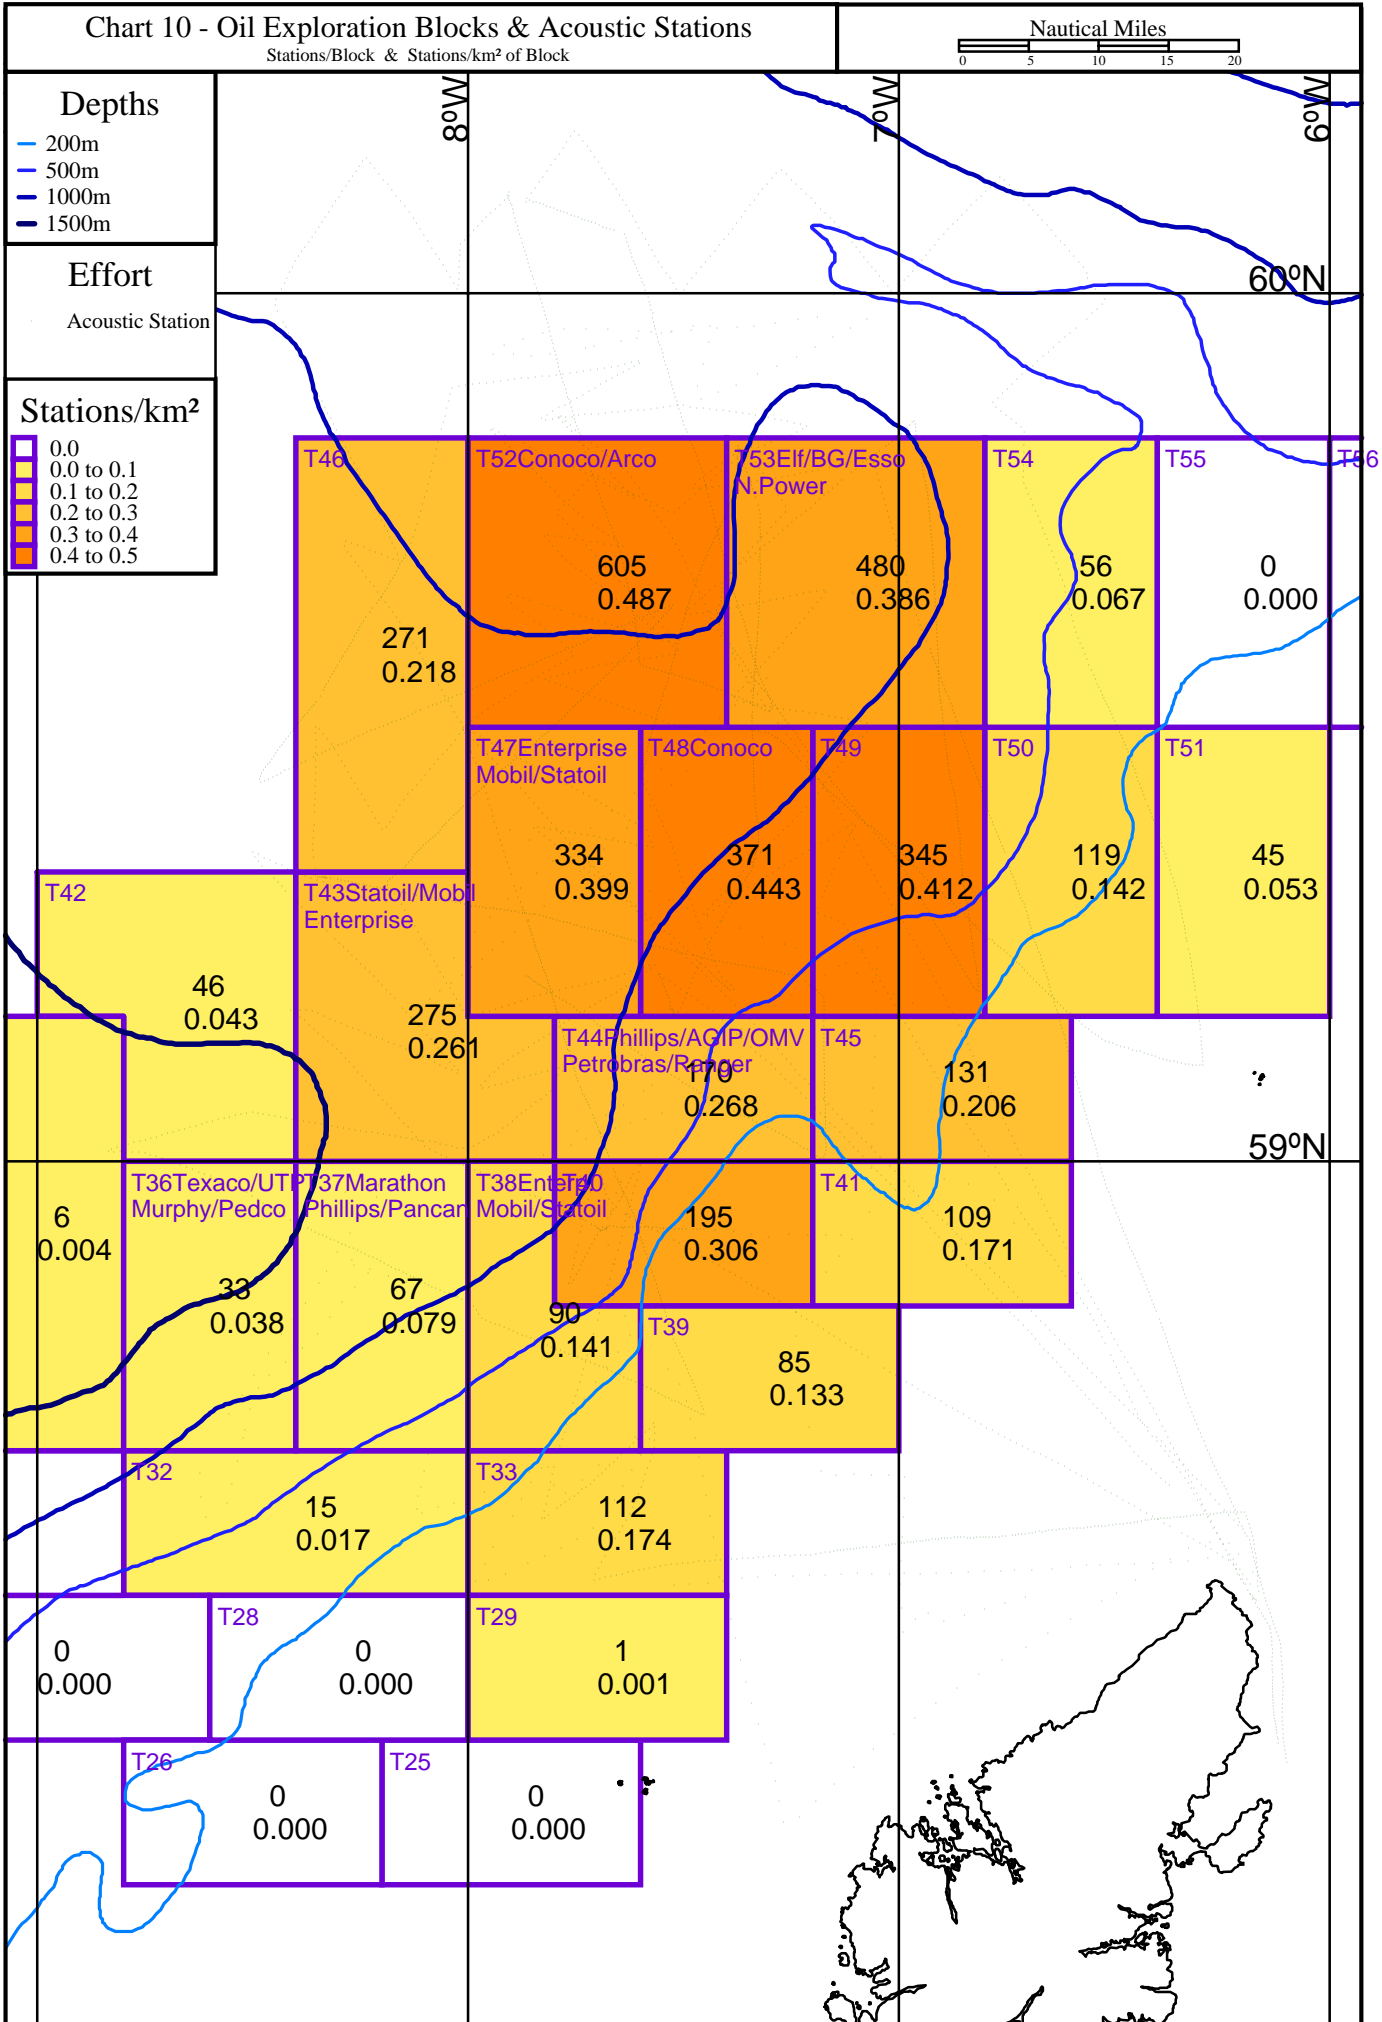 Chart 10 - Oil Exploration Blocks & Acoustic Stations
Stations/Block & Stations/km² of Block
Nautical Miles
0 5 10 15 20
Depths
200m
500m
1000m
1500m
Effort
Acoustic Station
Stations/km²
0.0
0.0 to 0.1
0.1 to 0.2
0.2 to 0.3
0.3 to 0.4
0.4 to 0.5
8ºW
7ºW
6ºW
60ºN
T46
271
0.218
T52Conoco/Arco
605
0.487
T53Elf/BG/Esso
N.Power
480
0.386
T54
56
0.067
T55
0
0.000
T56
T47Enterprise
Mobil/Statoil
334
0.399
T48Conoco
371
0.443
T49
345
0.412
T50
119
0.142
T51
45
0.053
T42
46
0.043
T43Statoil/Mobil
Enterprise
275
0.261
T44Phillips/AGIP/OMV
Petrobras/Ranger
170
0.268
T45
131
0.206
59ºN
6
0.004
T36Texaco/UTP
Murphy/Pedco
33
0.038
T37Marathon
Phillips/Pancan
67
0.079
T38Enterp
Mobil/Statoil
90
0.141
T40
195
0.306
T41
109
0.171
T39
85
0.133
T32
15
0.017
T33
112
0.174
0
0.000
T28
0
0.000
T29
1
0.001
T26
0
0.000
T25
0
0.000